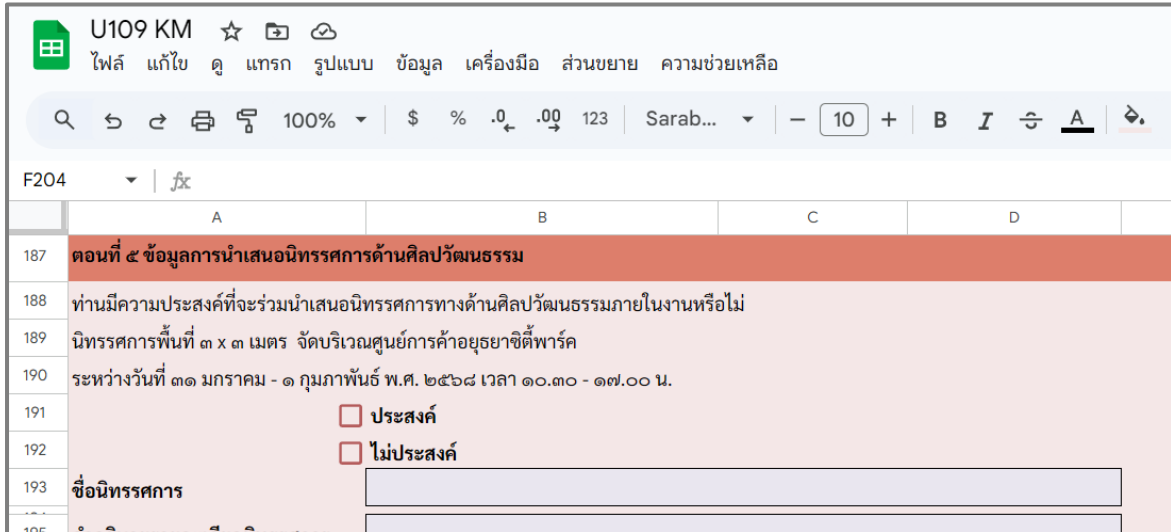 U109 KM
ไฟล์ แก้ไข ดู แทรก รูปแบบ ข้อมูล เครื่องมือ ส่วนขยาย ความช่วยเหลือ
100% $ % .0 .00 123 Sarab... − 10 + B I S A
F204 fx
A B C D
187 ตอนที่ ๕ ข้อมูลการนำเสนอนิทรรศการด้านศิลปวัฒนธรรม
188 ท่านมีความประสงค์ที่จะร่วมนำเสนอนิทรรศการทางด้านศิลปวัฒนธรรมภายในงานหรือไม่
189 นิทรรศการพื้นที่ ๓ x ๓ เมตร จัดบริเวณศูนย์การค้าอยุธยาซิตี้พาร์ค
190 ระหว่างวันที่ ๓๑ มกราคม - ๑ กุมภาพันธ์ พ.ศ. ๒๕๖๘ เวลา ๑๐.๓๐ - ๑๗.๐๐ น.
191 ประสงค์
192 ไม่ประสงค์
193 ชื่อนิทรรศการ
195